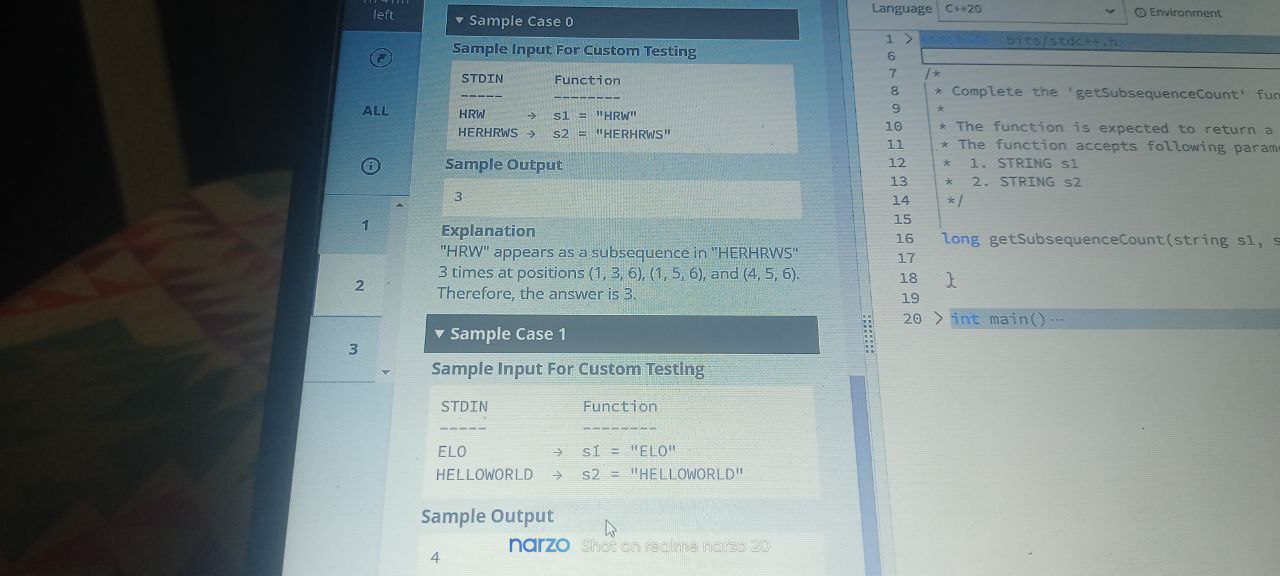 left
ALL
1
2
3
▼ Sample Case 0
Sample Input For Custom Testing
STDIN Function
----- --------
HRW → s1 = "HRW"
HERHRWS → s2 = "HERHRWS"
Sample Output
3
Explanation
"HRW" appears as a subsequence in "HERHRWS"
3 times at positions (1, 3, 6), (1, 5, 6), and (4, 5, 6).
Therefore, the answer is 3.
▼ Sample Case 1
Sample Input For Custom Testing
STDIN Function
----- --------
ELO → s1 = "ELO"
HELLOWORLD → s2 = "HELLOWORLD"
Sample Output
4
narzo Shot on realme narzo 20
Language C++20 Environment
1 > #include <bits/stdc++.h>...
6
7 /*
8 * Complete the 'getSubsequenceCount' fun
9 *
10 * The function is expected to return a
11 * The function accepts following parame
12 * 1. STRING s1
13 * 2. STRING s2
14 */
15
16 long getSubsequenceCount(string s1, s
17
18 }
19
20 > int main() ...